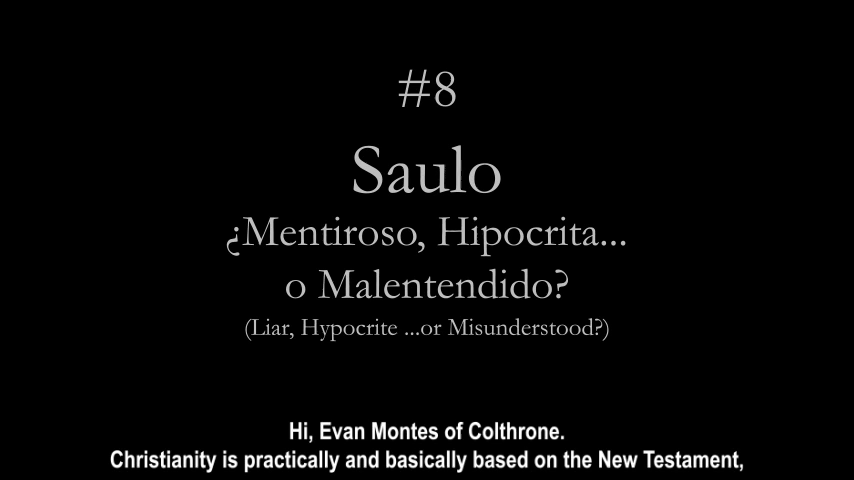 #8
Saulo
¿Mentiroso, Hipocrita...
o Malentendido?
(Liar, Hypocrite ...or Misunderstood?)
Hi, Evan Montes of Colthrone.
Christianity is practically and basically based on the New Testament,